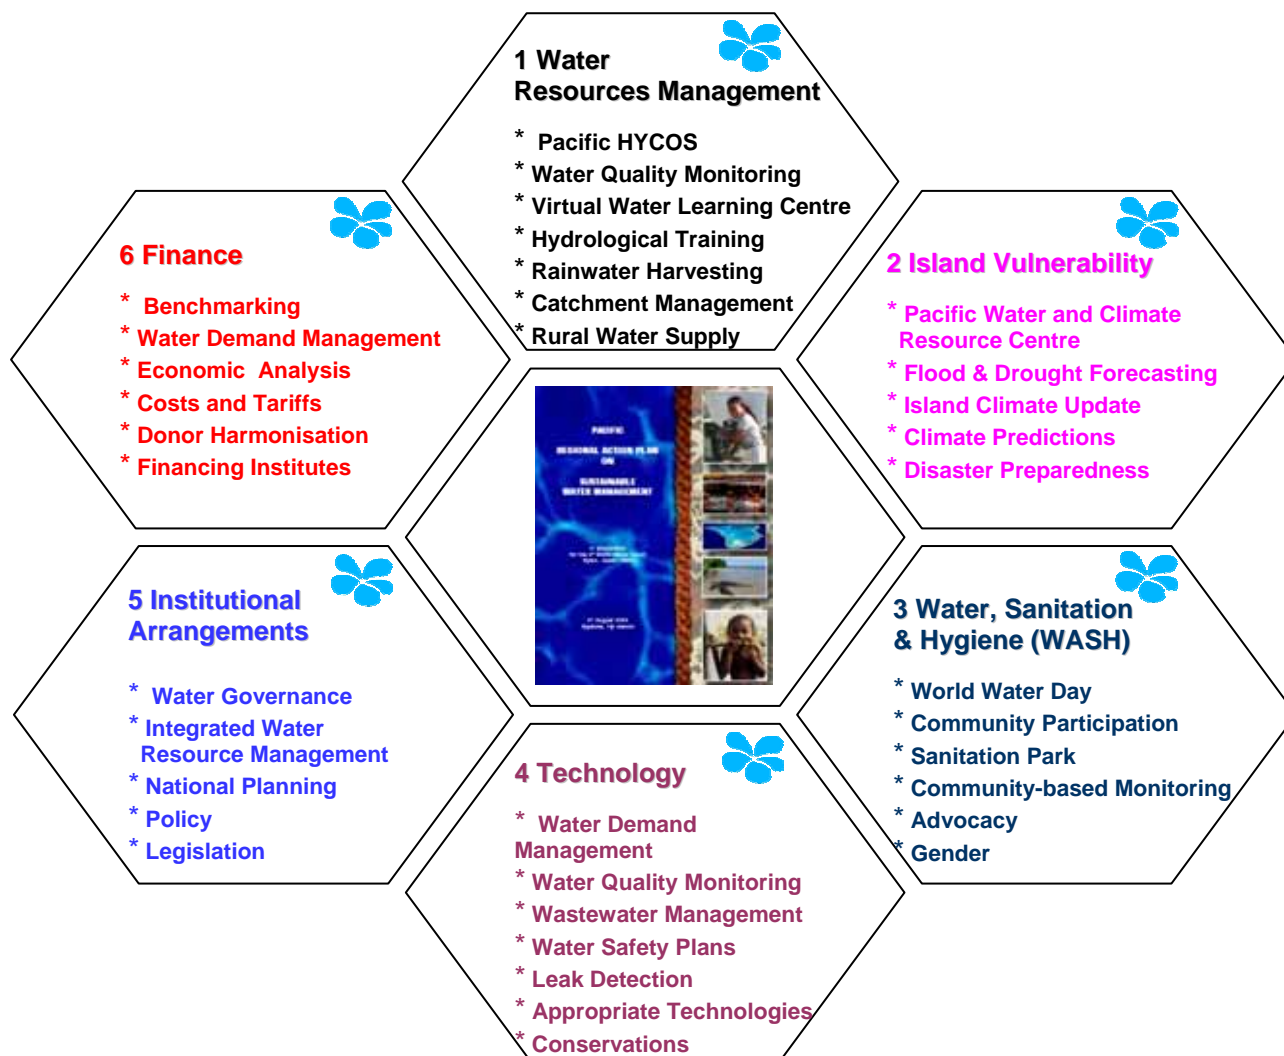 1 Water
Resources Management
* Pacific HYCOS
* Water Quality Monitoring
* Virtual Water Learning Centre
* Hydrological Training
* Rainwater Harvesting
* Catchment Management
* Rural Water Supply
6 Finance
* Benchmarking
* Water Demand Management
* Economic Analysis
* Costs and Tariffs
* Donor Harmonisation
* Financing Institutes
2 Island Vulnerability
* Pacific Water and Climate
Resource Centre
* Flood & Drought Forecasting
* Island Climate Update
* Climate Predictions
* Disaster Preparedness
PACIFIC
REGIONAL ACTION PLAN
ON
SUSTAINABLE
WATER MANAGEMENT
5 Institutional
Arrangements
* Water Governance
* Integrated Water
Resource Management
* National Planning
* Policy
* Legislation
3 Water, Sanitation
& Hygiene (WASH)
* World Water Day
* Community Participation
* Sanitation Park
* Community-based Monitoring
* Advocacy
* Gender
4 Technology
* Water Demand
Management
* Water Quality Monitoring
* Wastewater Management
* Water Safety Plans
* Leak Detection
* Appropriate Technologies
* Conservations